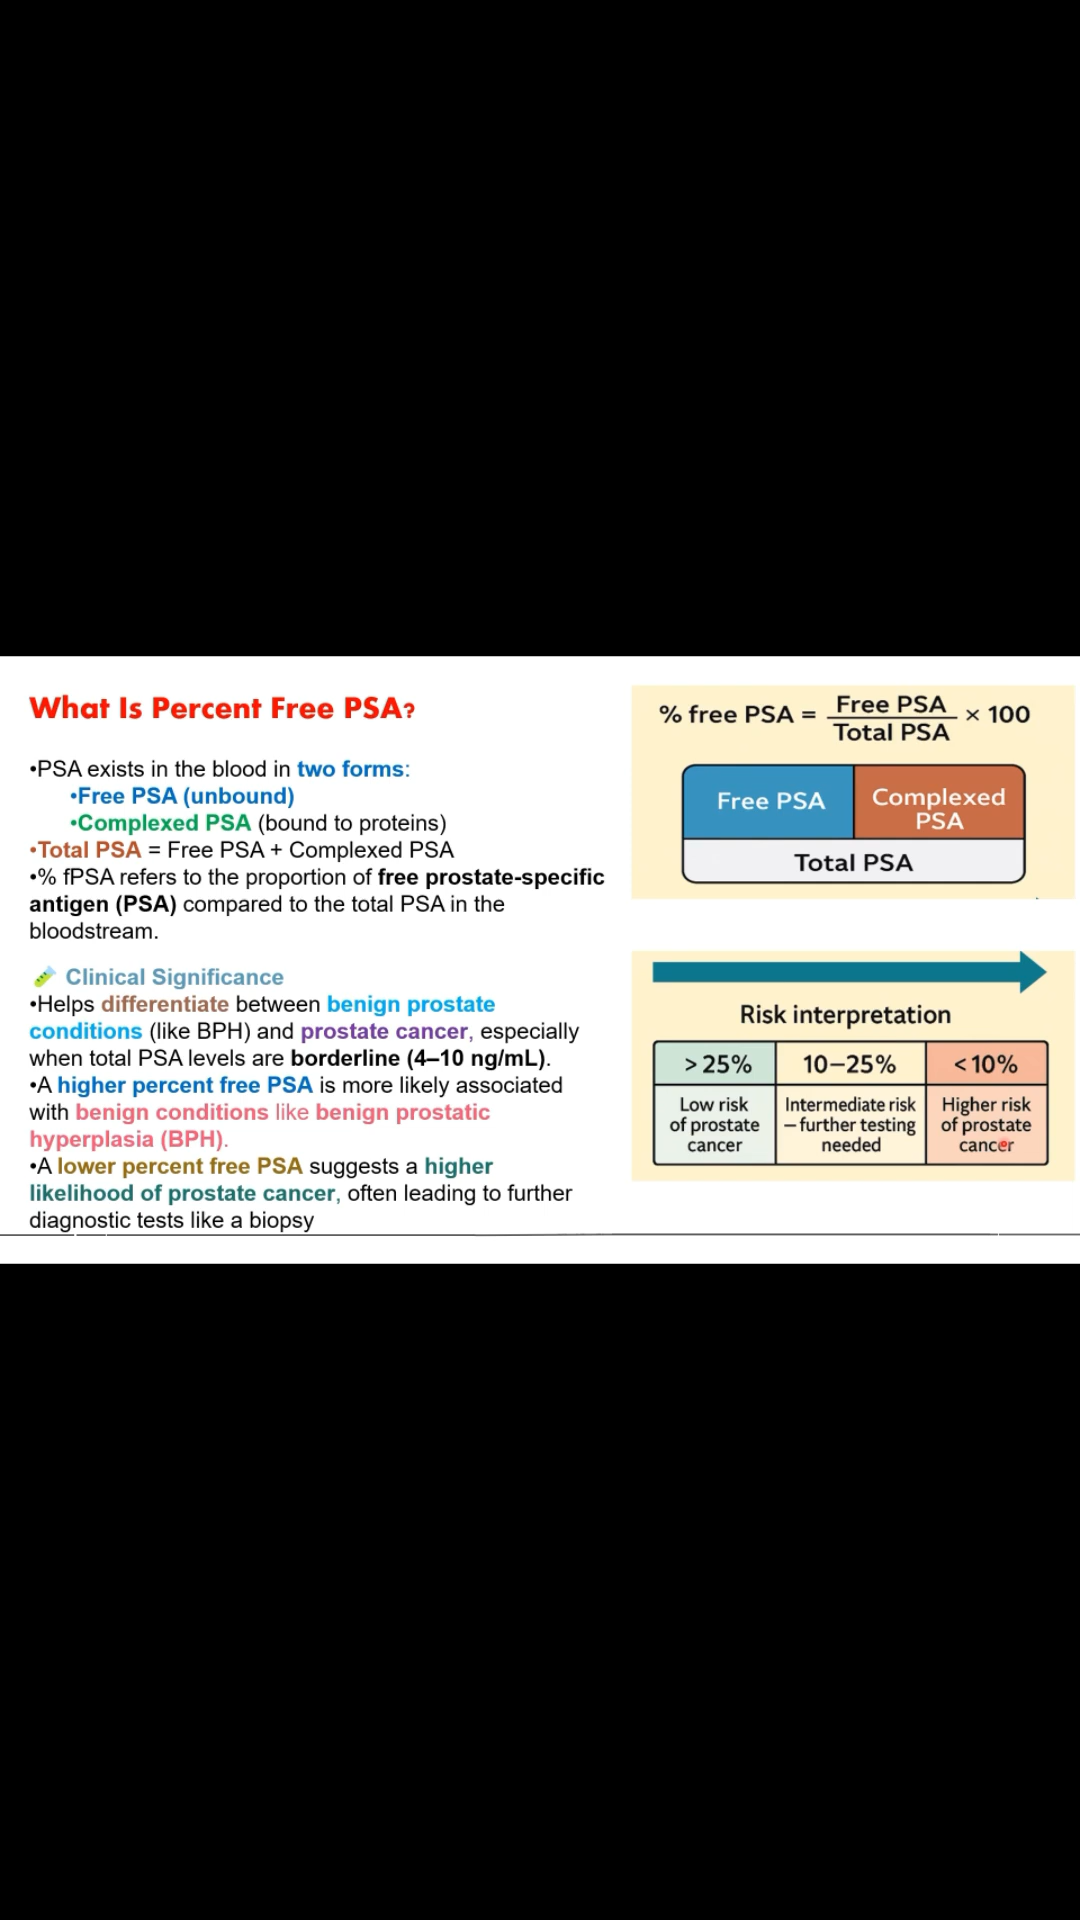 What Is Percent Free PSA?
•PSA exists in the blood in two forms:
•Free PSA (unbound)
•Complexed PSA (bound to proteins)
•Total PSA = Free PSA + Complexed PSA
•% fPSA refers to the proportion of free prostate-specific
antigen (PSA) compared to the total PSA in the
bloodstream.
Clinical Significance
•Helps differentiate between benign prostate
conditions (like BPH) and prostate cancer, especially
when total PSA levels are borderline (4–10 ng/mL).
•A higher percent free PSA is more likely associated
with benign conditions like benign prostatic
hyperplasia (BPH).
•A lower percent free PSA suggests a higher
likelihood of prostate cancer, often leading to further
diagnostic tests like a biopsy
% free PSA = Free PSA / Total PSA × 100
Free PSA
Complexed
PSA
Total PSA
Risk interpretation
>25% 10–25% <10%
Low risk
of prostate
cancer
Intermediate risk
– further testing
needed
Higher risk
of prostate
cancer